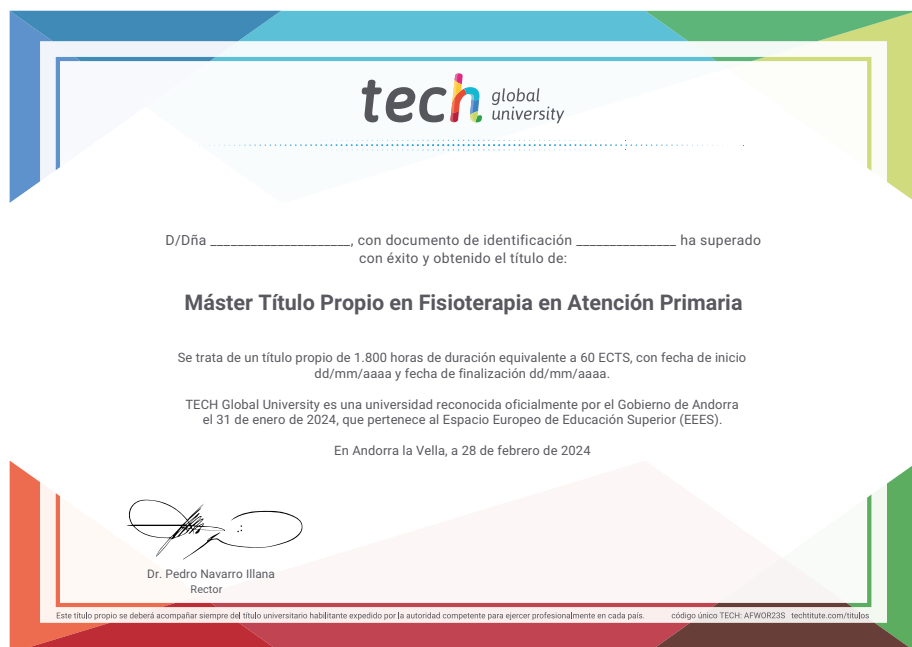 tech global
university
D/Dña _____________________, con documento de identificación _______________ ha superado
con éxito y obtenido el título de:
Máster Título Propio en Fisioterapia en Atención Primaria
Se trata de un título propio de 1.800 horas de duración equivalente a 60 ECTS, con fecha de inicio
dd/mm/aaaa y fecha de finalización dd/mm/aaaa.
TECH Global University es una universidad reconocida oficialmente por el Gobierno de Andorra
el 31 de enero de 2024, que pertenece al Espacio Europeo de Educación Superior (EEES).
En Andorra la Vella, a 28 de febrero de 2024
Dr. Pedro Navarro Illana
Rector
Este título propio se deberá acompañar siempre del título universitario habilitante expedido por la autoridad competente para ejercer profesionalmente en cada país. código único TECH: AFWOR23S techtitute.com/titulos